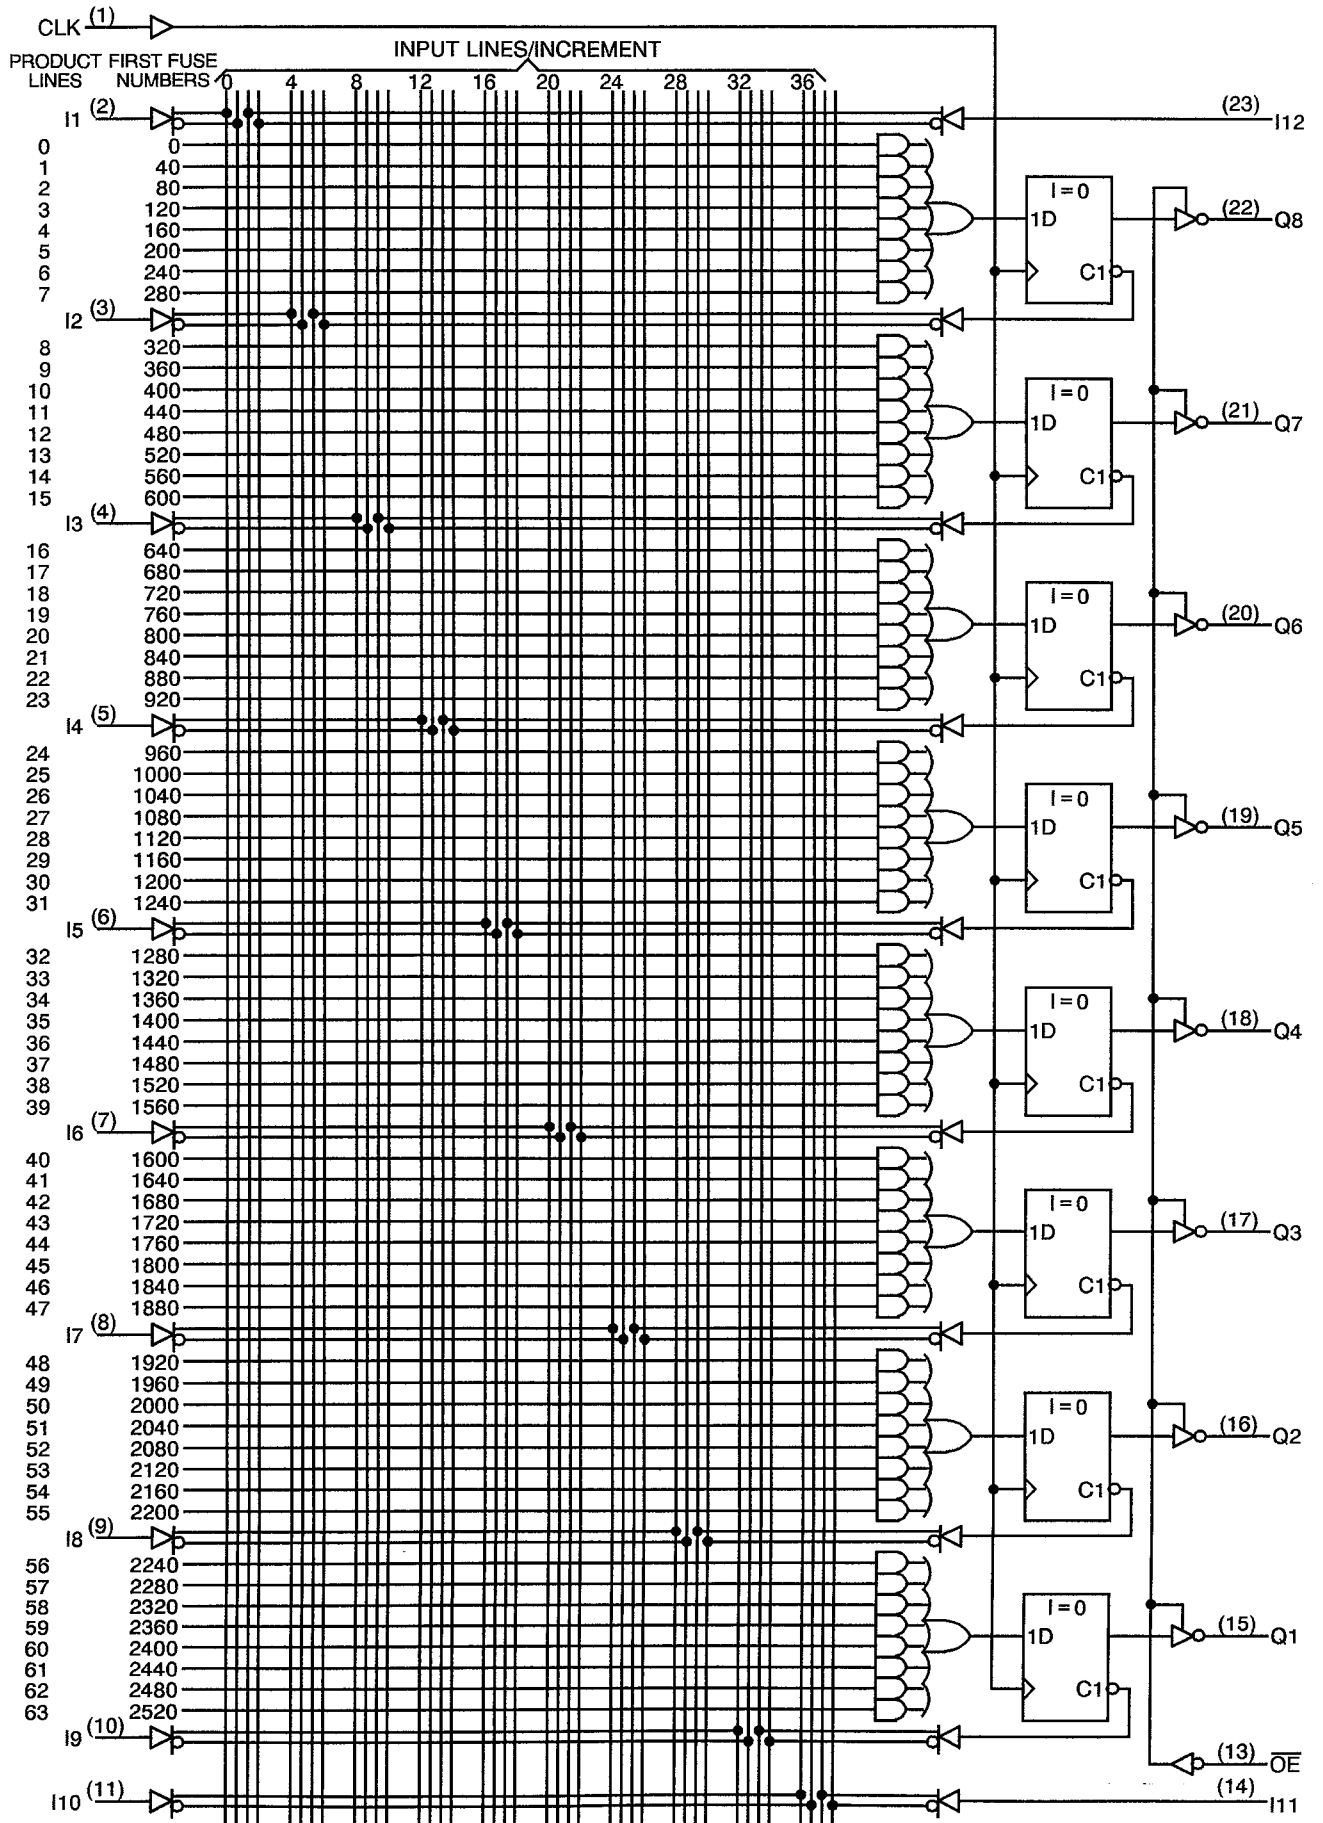 CLK (1)
INPUT LINES/INCREMENT
PRODUCT LINES
FIRST FUSE NUMBERS
0 4 8 12 16 20 24 28 32 36
I1 (2) (23) I12
0 0
1 40
2 80
3 120
4 160
5 200
6 240
7 280
I = 0
1D
C1
(22) Q8
I2 (3)
8 320
9 360
10 400
11 440
12 480
13 520
14 560
15 600
I = 0
1D
C1
(21) Q7
I3 (4)
16 640
17 680
18 720
19 760
20 800
21 840
22 880
23 920
I = 0
1D
C1
(20) Q6
I4 (5)
24 960
25 1000
26 1040
27 1080
28 1120
29 1160
30 1200
31 1240
I = 0
1D
C1
(19) Q5
I5 (6)
32 1280
33 1320
34 1360
35 1400
36 1440
37 1480
38 1520
39 1560
I = 0
1D
C1
(18) Q4
I6 (7)
40 1600
41 1640
42 1680
43 1720
44 1760
45 1800
46 1840
47 1880
I = 0
1D
C1
(17) Q3
I7 (8)
48 1920
49 1960
50 2000
51 2040
52 2080
53 2120
54 2160
55 2200
I = 0
1D
C1
(16) Q2
I8 (9)
56 2240
57 2280
58 2320
59 2360
60 2400
61 2440
62 2480
63 2520
I = 0
1D
C1
(15) Q1
I9 (10)
(13) OE
I10 (11) (14) I11